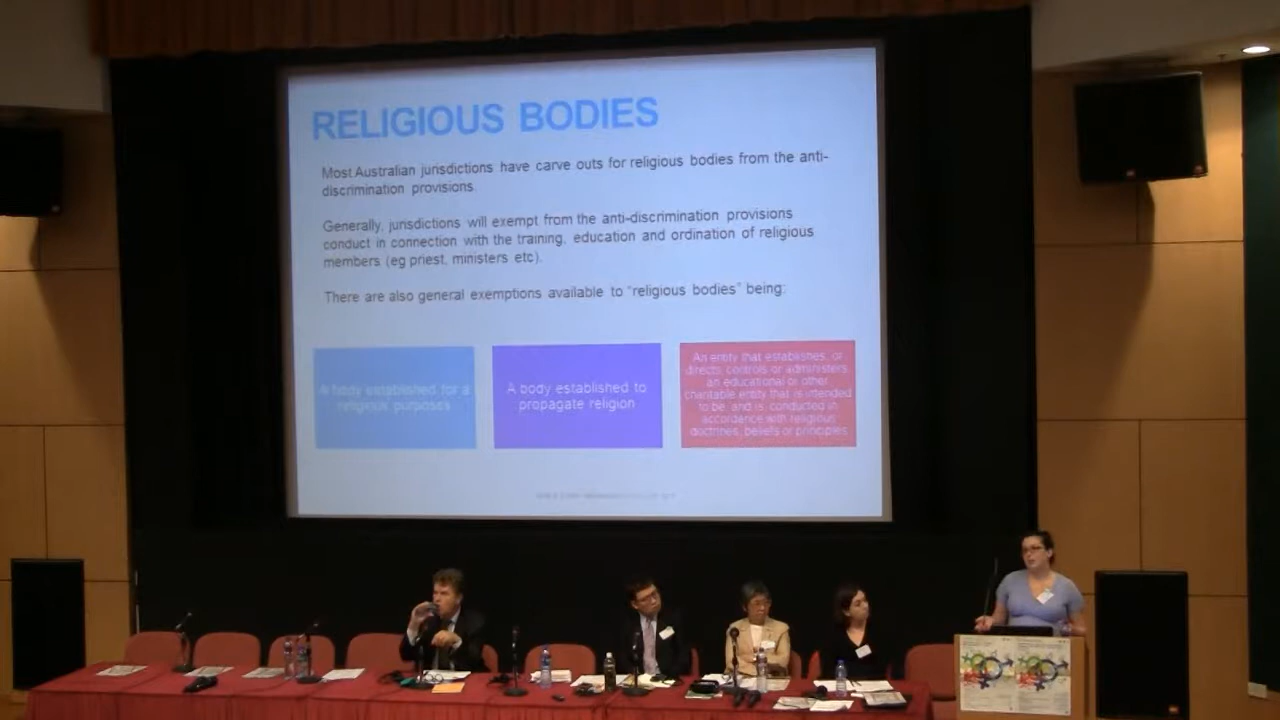 RELIGIOUS BODIES
Most Australian jurisdictions have carve outs for religious bodies from the anti-
discrimination provisions.
Generally, jurisdictions will exempt from the anti-discrimination provisions
conduct in connection with the training, education and ordination of religious
members (eg priest, ministers etc).
There are also general exemptions available to "religious bodies" being:
A body established for a
religious purposes
A body established to
propagate religion
An entity that establishes, or
directs, controls or administers,
an educational or other
charitable entity that is intended
to be, and is, conducted in
accordance with religious
doctrines, beliefs or principles